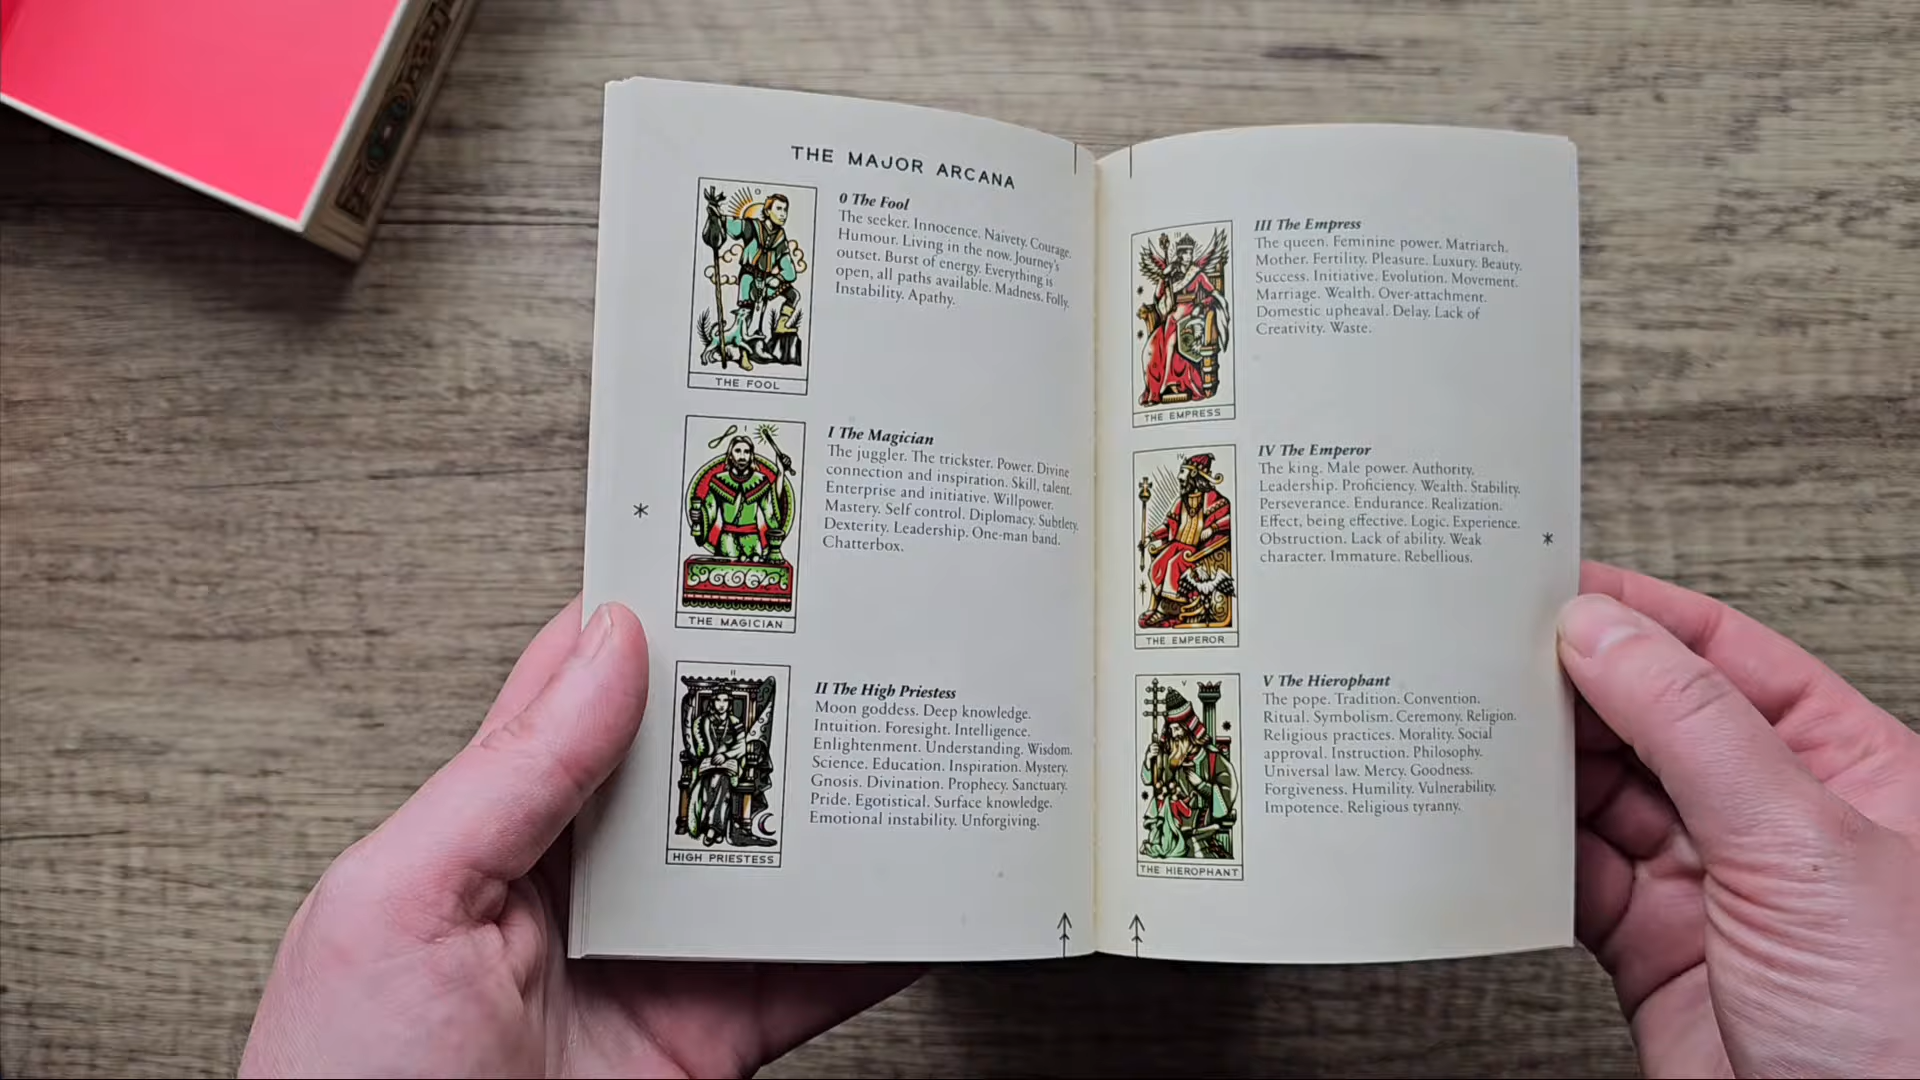 THE MAJOR ARCANA
0
THE FOOL
0 The Fool
The seeker. Innocence. Naivety. Courage.
Humour. Living in the now. Journey's
outset. Burst of energy. Everything is
open, all paths available. Madness. Folly.
Instability. Apathy.
I
THE MAGICIAN
I The Magician
The juggler. The trickster. Power. Divine
connection and inspiration. Skill, talent.
Enterprise and initiative. Willpower.
Mastery. Self control. Diplomacy. Subtlety.
Dexterity. Leadership. One-man band.
Chatterbox.
*
II
HIGH PRIESTESS
II The High Priestess
Moon goddess. Deep knowledge.
Intuition. Foresight. Intelligence.
Enlightenment. Understanding. Wisdom.
Science. Education. Inspiration. Mystery.
Gnosis. Divination. Prophecy. Sanctuary.
Pride. Egotistical. Surface knowledge.
Emotional instability. Unforgiving.
III
THE EMPRESS
III The Empress
The queen. Feminine power. Matriarch.
Mother. Fertility. Pleasure. Luxury. Beauty.
Success. Initiative. Evolution. Movement.
Marriage. Wealth. Over-attachment.
Domestic upheaval. Delay. Lack of
Creativity. Waste.
IV
THE EMPEROR
IV The Emperor
The king. Male power. Authority.
Leadership. Proficiency. Wealth. Stability.
Perseverance. Endurance. Realization.
Effect, being effective. Logic. Experience.
Obstruction. Lack of ability. Weak
character. Immature. Rebellious.
*
V
THE HIEROPHANT
V The Hierophant
The pope. Tradition. Convention.
Ritual. Symbolism. Ceremony. Religion.
Religious practices. Morality. Social
approval. Instruction. Philosophy.
Universal law. Mercy. Goodness.
Forgiveness. Humility. Vulnerability.
Impotence. Religious tyranny.